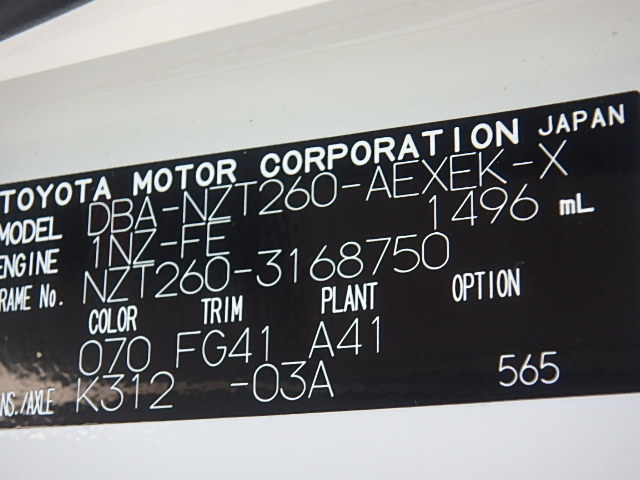 TOYOTA MOTOR CORPORATION JAPAN
MODEL DBA-NZT260-AEXEK-X
ENGINE 1NZ-FE 1496 mL
RAME No. NZT260-3168750
COLOR TRIM PLANT OPTION
070 FG41 A41
NS./AXLE K312 -03A 565